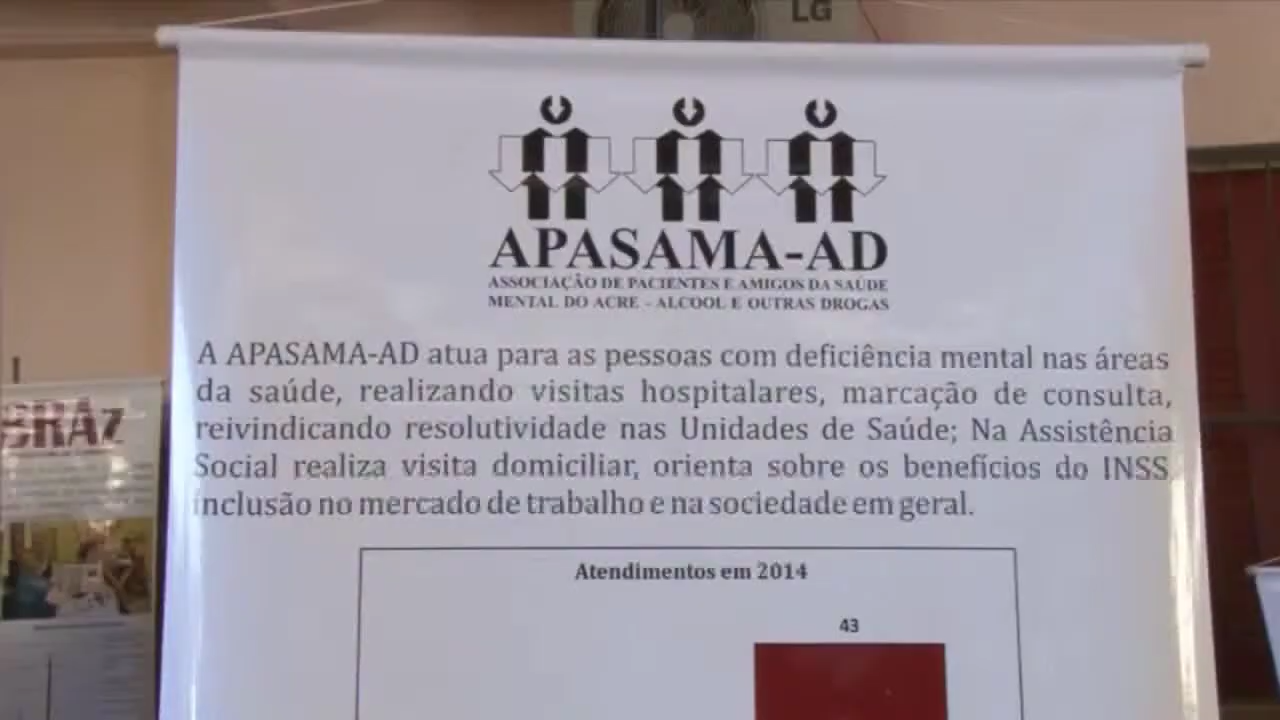 LG
APASAMA-AD
ASSOCIAÇÃO DE PACIENTES E AMIGOS DA SAÚDE
MENTAL DO ACRE - ALCOOL E OUTRAS DROGAS
A APASAMA-AD atua para as pessoas com deficiência mental nas áreas
da saúde, realizando visitas hospitalares, marcação de consulta,
reivindicando resolutividade nas Unidades de Saúde; Na Assistência
Social realiza visita domiciliar, orienta sobre os benefícios do INSS,
inclusão no mercado de trabalho e na sociedade em geral.
BRAZ
Atendimentos em 2014
43